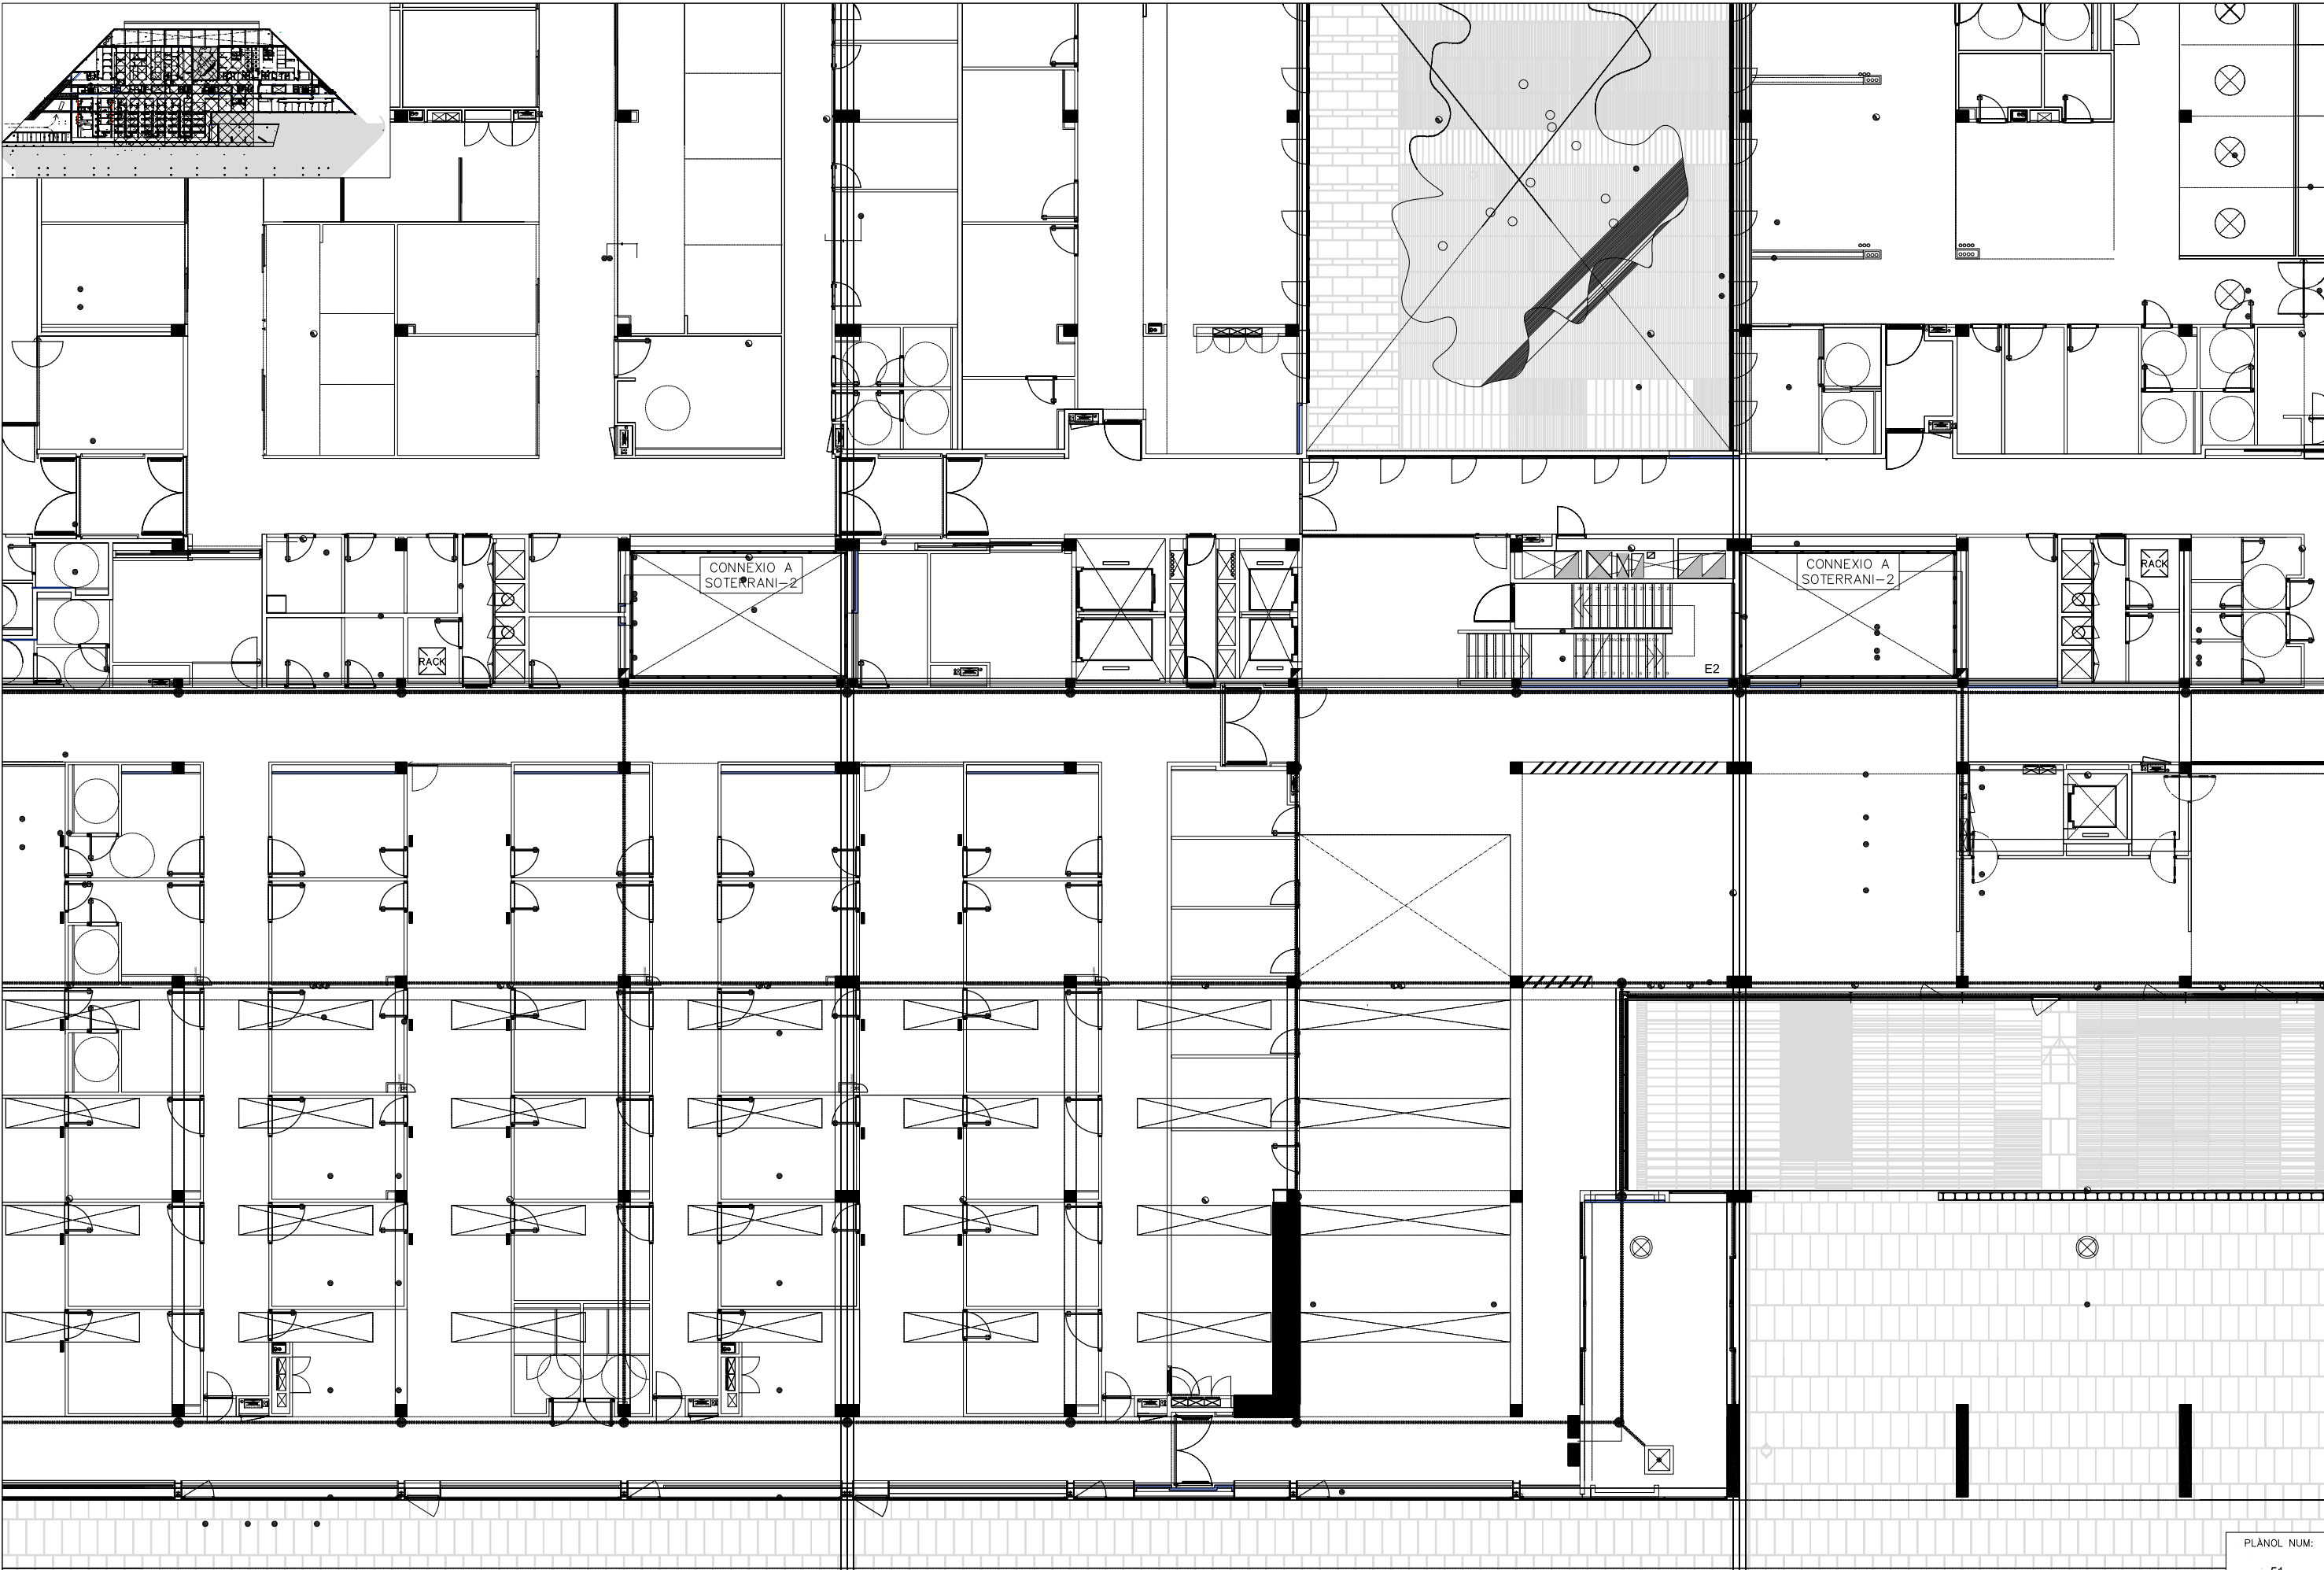 CONNEXIO A
SOTERRANI-2
CONNEXIO A
SOTERRANI-2
RACK
RACK
E2
PLÀNOL NUM: